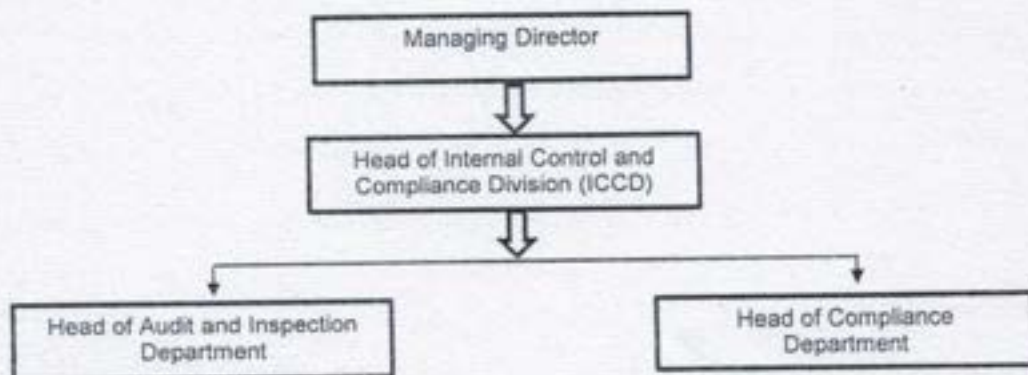 Managing Director
Head of Internal Control and
Compliance Division (ICCD)
Head of Audit and Inspection
Department
Head of Compliance
Department